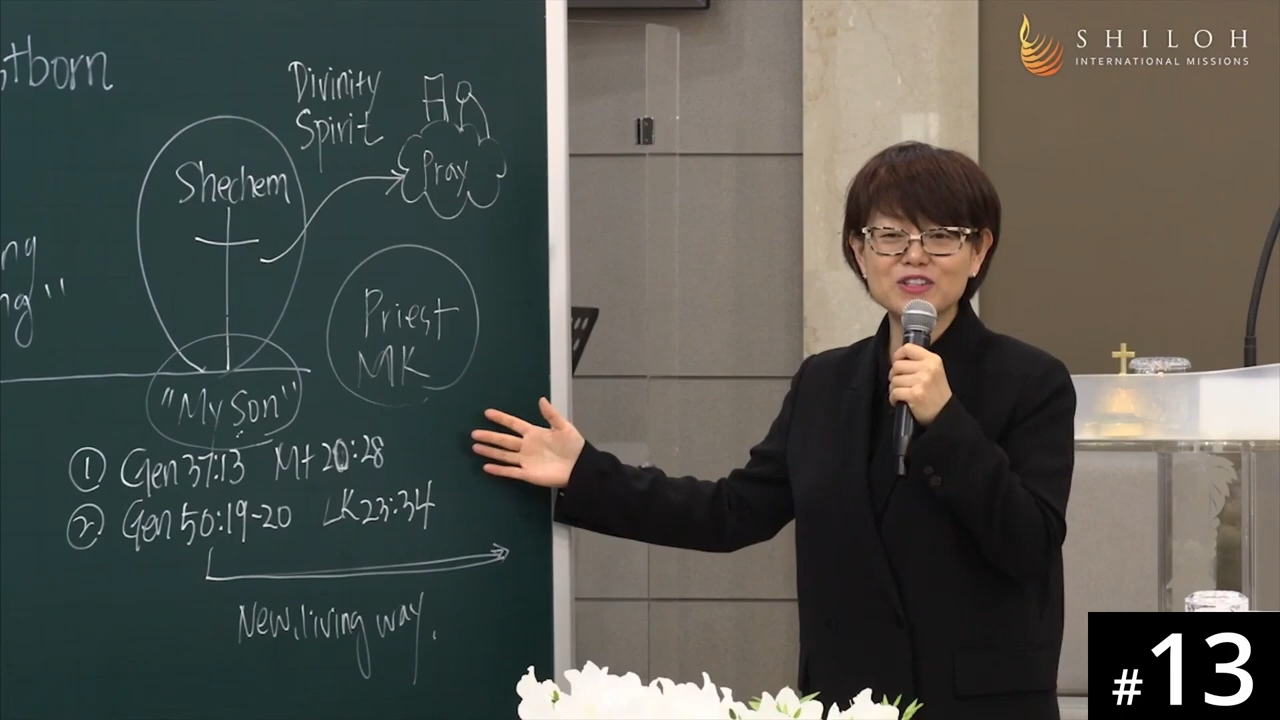 stborn
Divinity
Spirit
Pray
Shechem
ng
ng"
Priest
MK
"My Son"
① Gen 37:13 Mt 20:28
② Gen 50:19-20 LK 23:34
New, living way.
SHILOH
INTERNATIONAL MISSIONS
#13